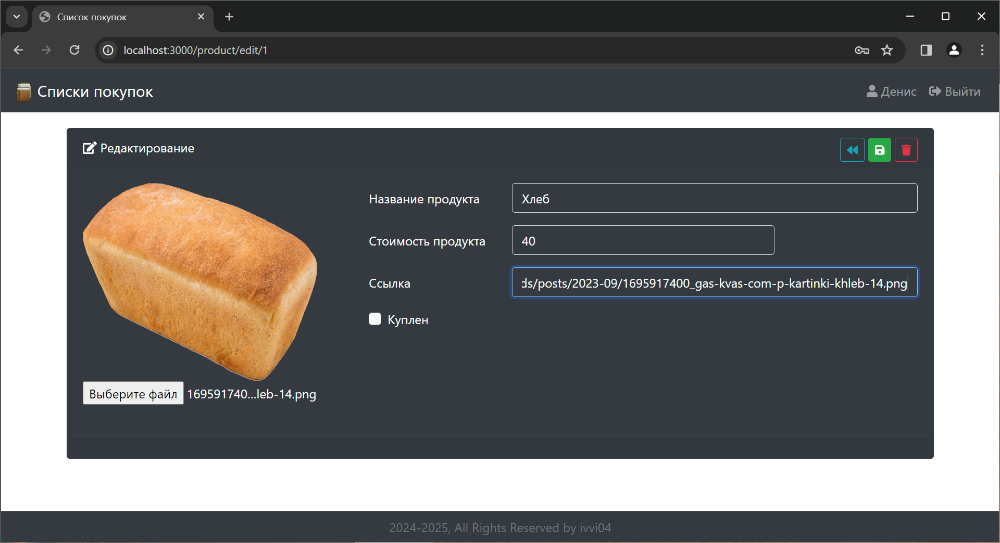 Список покупок
localhost:3000/product/edit/1
Списки покупок
Денис
Выйти
Редактирование
Название продукта
Хлеб
Стоимость продукта
40
Ссылка
ds/posts/2023-09/1695917400_gas-kvas-com-p-kartinki-khleb-14.png
Куплен
Выберите файл 169591740...leb-14.png
2024-2025, All Rights Reserved by ivvi04